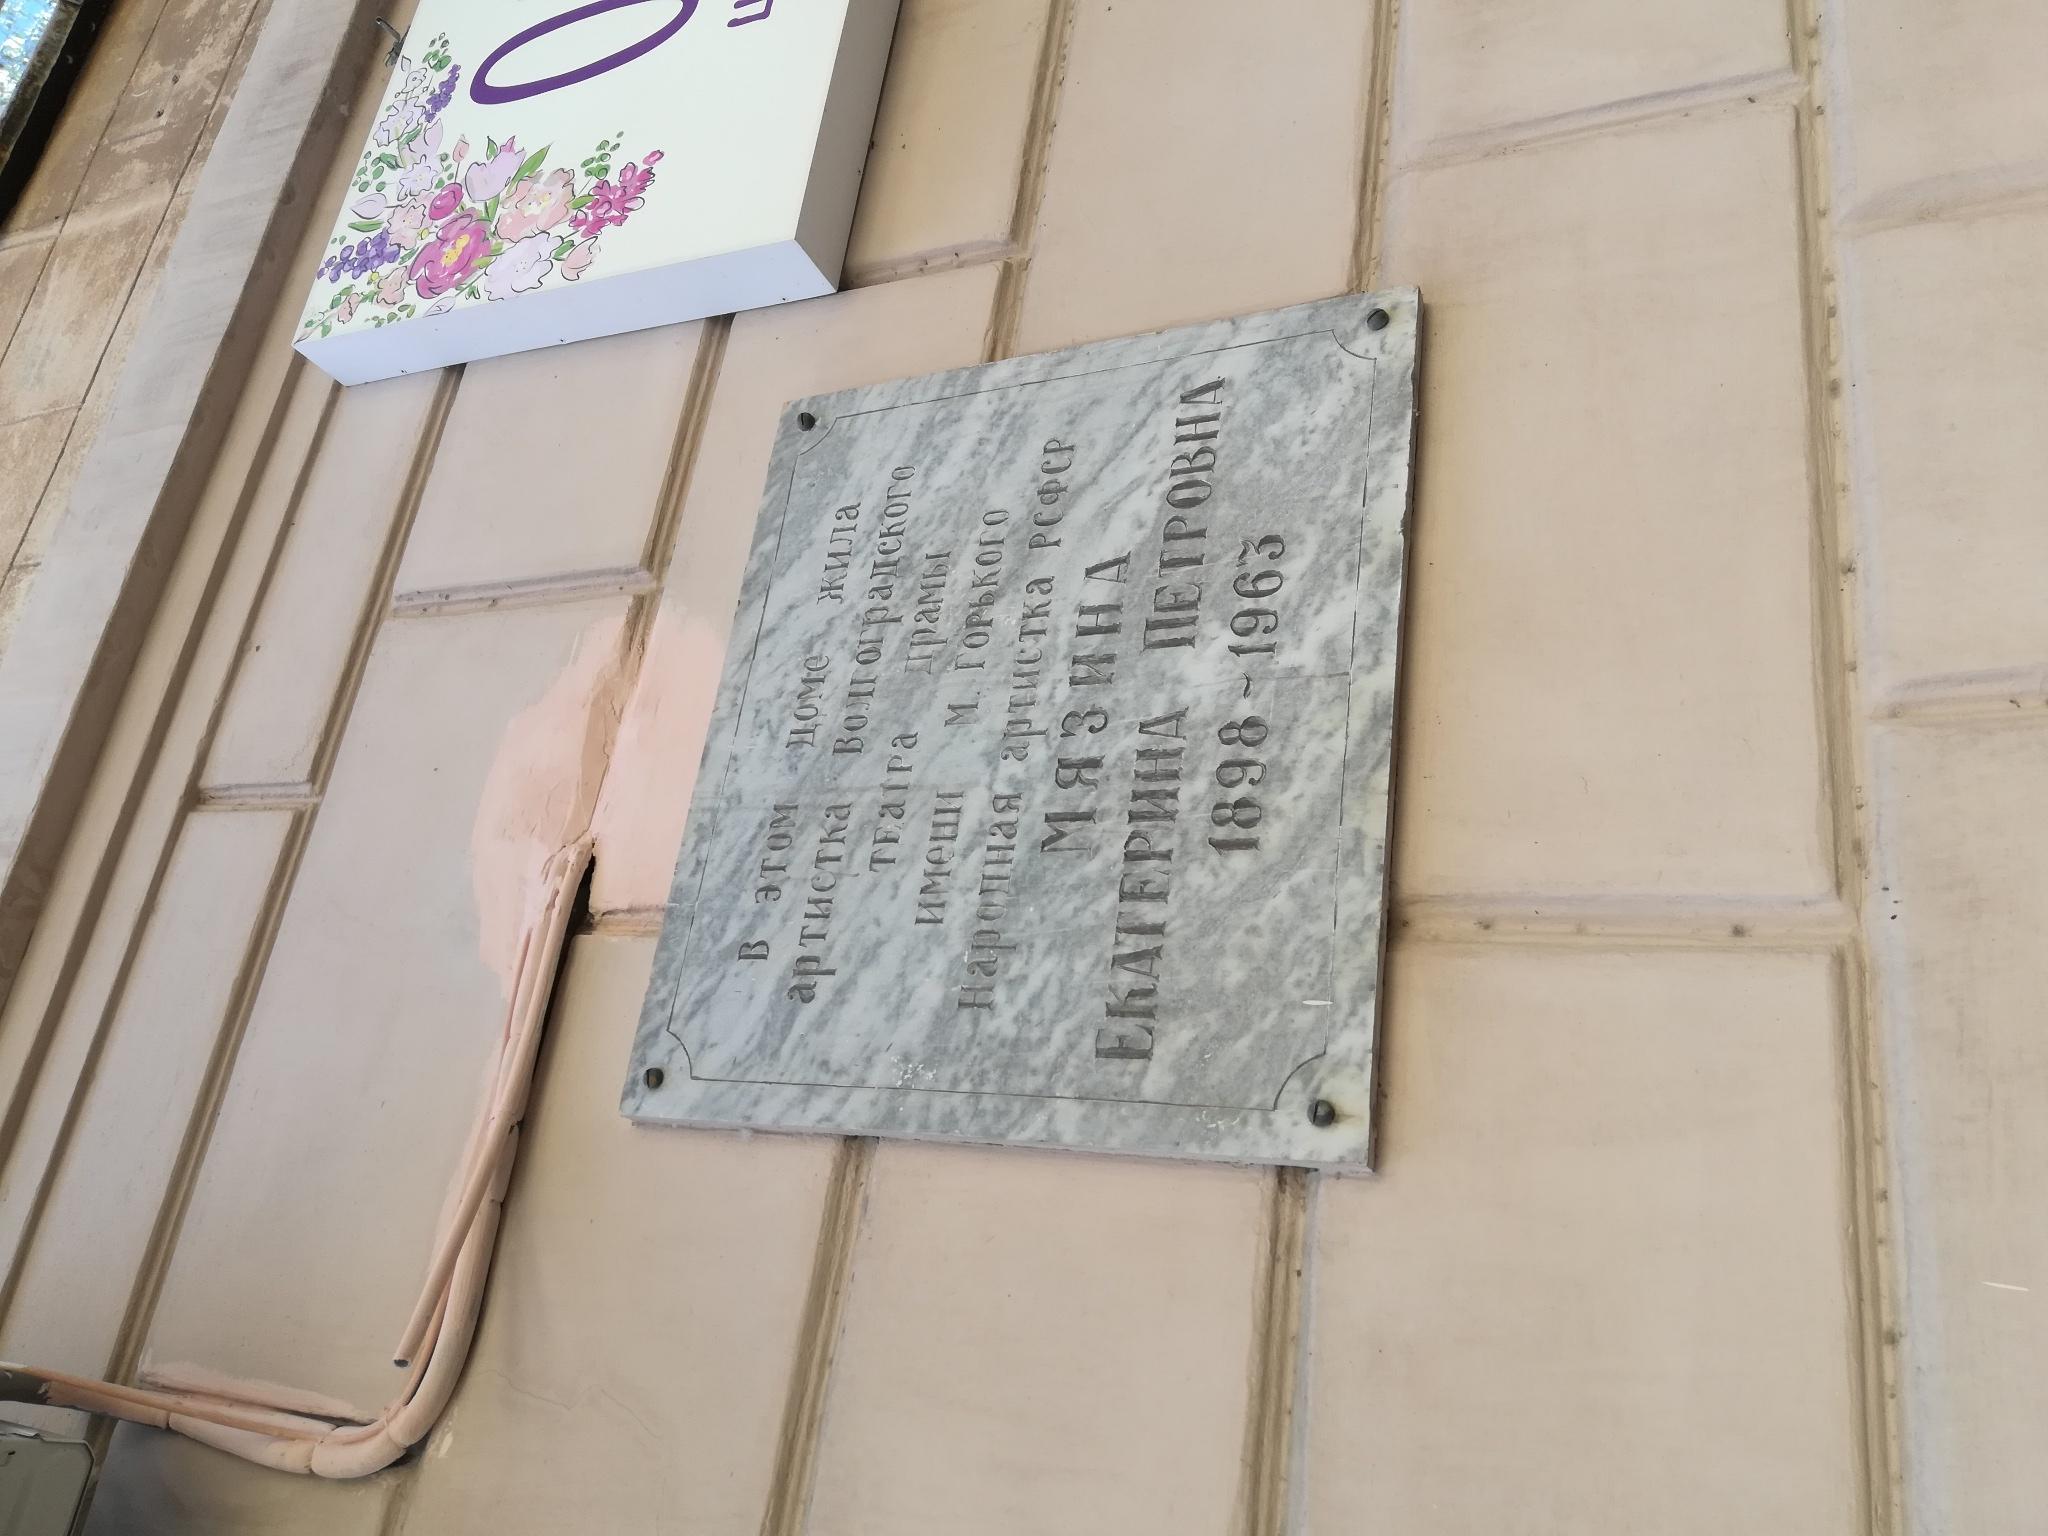 В этом доме жила
артистка Волгоградского
театра драмы
имени М. Горького
Народная артистка РСФСР
МЯЗИНА
ЕКАТЕРИНА ПЕТРОВНА
1898~1963